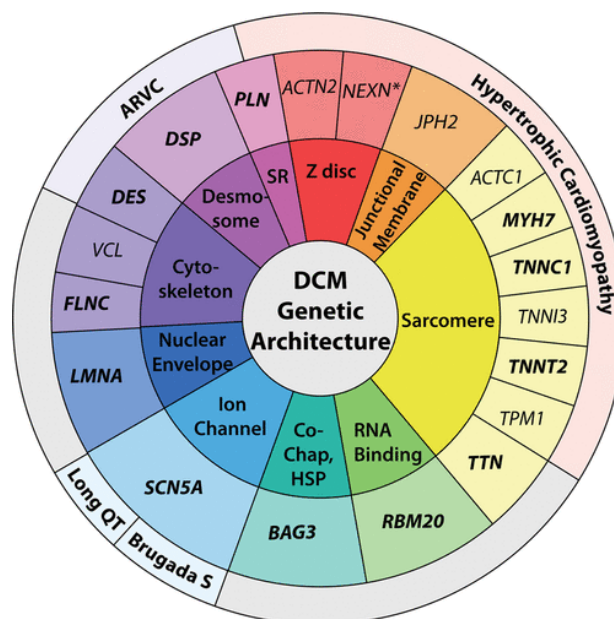 Hypertrophic Cardiomyopathy
ARVC
Long QT
Brugada S
PLN
ACTN2
NEXN*
JPH2
ACTC1
MYH7
TNNC1
TNNI3
TNNT2
TPM1
TTN
RBM20
BAG3
SCN5A
LMNA
FLNC
VCL
DES
DSP
SR
Z disc
Junctional
Membrane
Sarcomere
RNA
Binding
Co-
Chap,
HSP
Ion
Channel
Nuclear
Envelope
Cyto-
skeleton
Desmo-
some
DCM
Genetic
Architecture